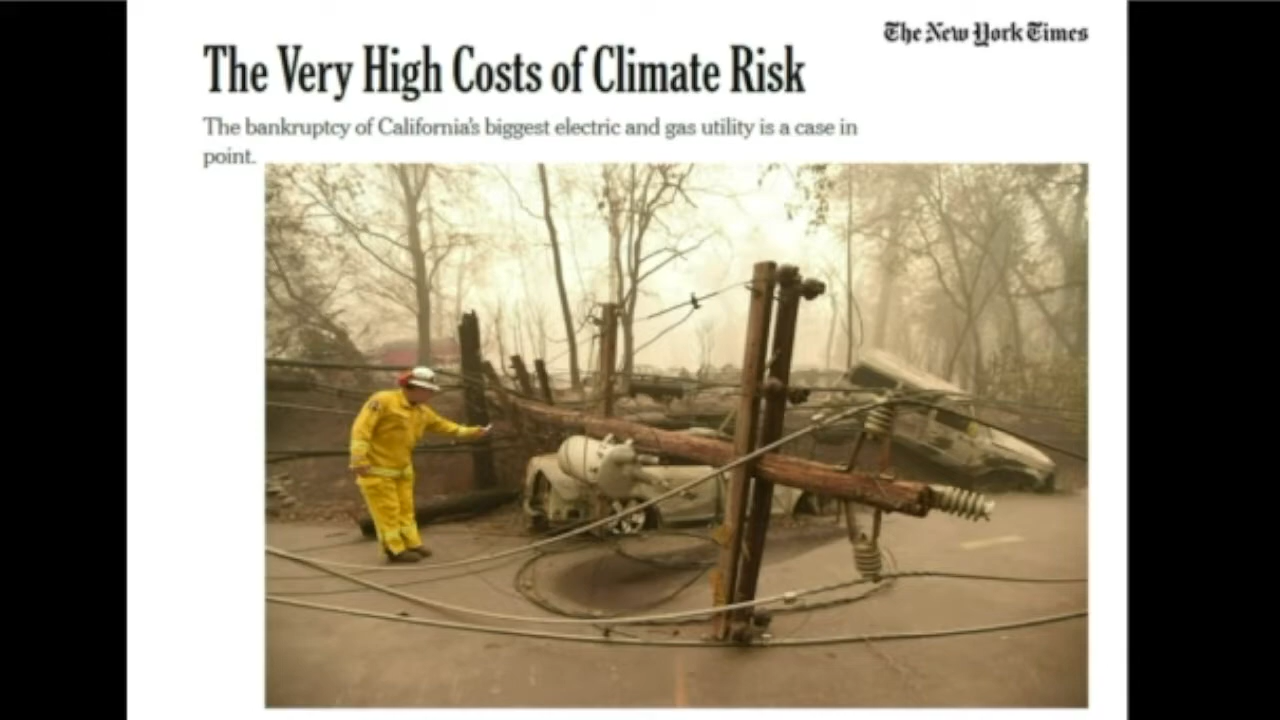 The New York Times
The Very High Costs of Climate Risk
The bankruptcy of California's biggest electric and gas utility is a case in
point.